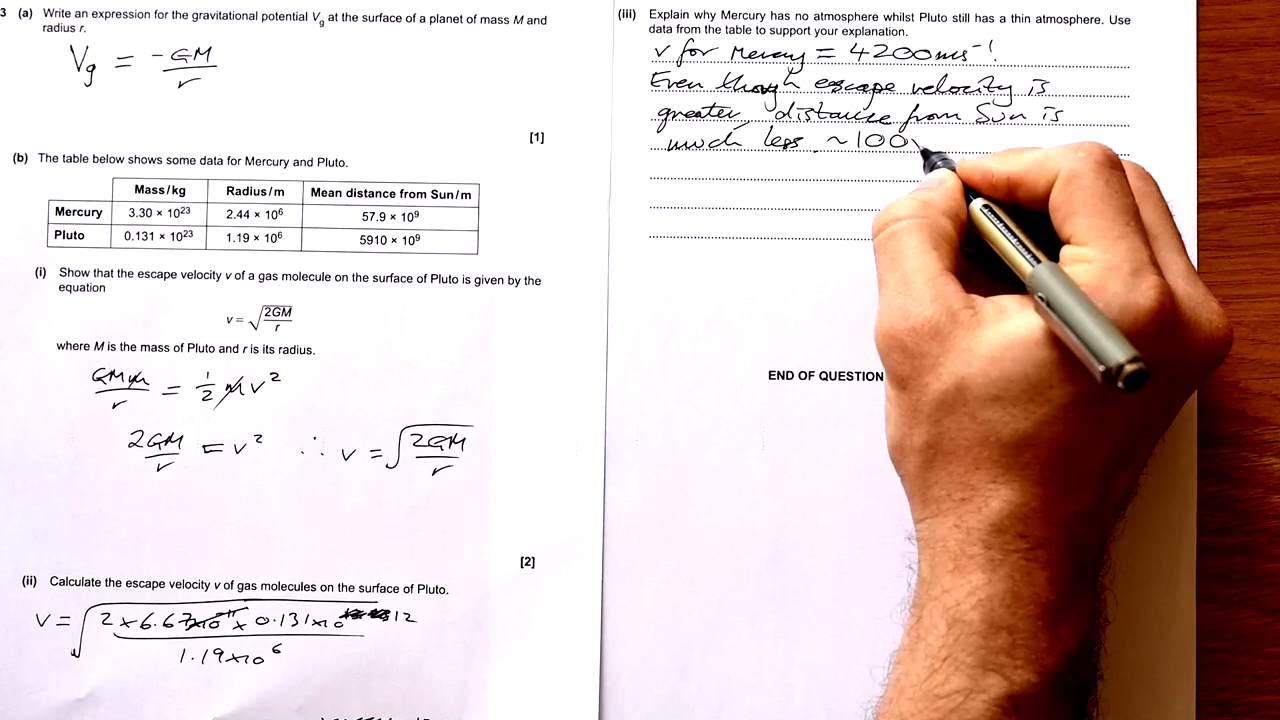 3 (a) Write an expression for the gravitational potential Vg at the surface of a planet of mass M and
radius r.
Vg = -GM/r
[1]
(b) The table below shows some data for Mercury and Pluto.
Mass/kg Radius/m Mean distance from Sun/m
Mercury 3.30 × 10²³ 2.44 × 10⁶ 57.9 × 10⁹
Pluto 0.131 × 10²³ 1.19 × 10⁶ 5910 × 10⁹
(i) Show that the escape velocity v of a gas molecule on the surface of Pluto is given by the
equation
v = √(2GM/r)
where M is the mass of Pluto and r is its radius.
GMm/r = 1/2 mv²
2GM/r = v² ∴ v = √(2GM/r)
[2]
(ii) Calculate the escape velocity v of gas molecules on the surface of Pluto.
v = √(2 × 6.67×10⁻¹¹ × 0.131×10 12 / 1.19×10⁶)
(iii) Explain why Mercury has no atmosphere whilst Pluto still has a thin atmosphere. Use
data from the table to support your explanation.
v for Mercury = 4200ms⁻¹.
Even though escape velocity is
greater, distance from Sun is
much less ~100
END OF QUESTION